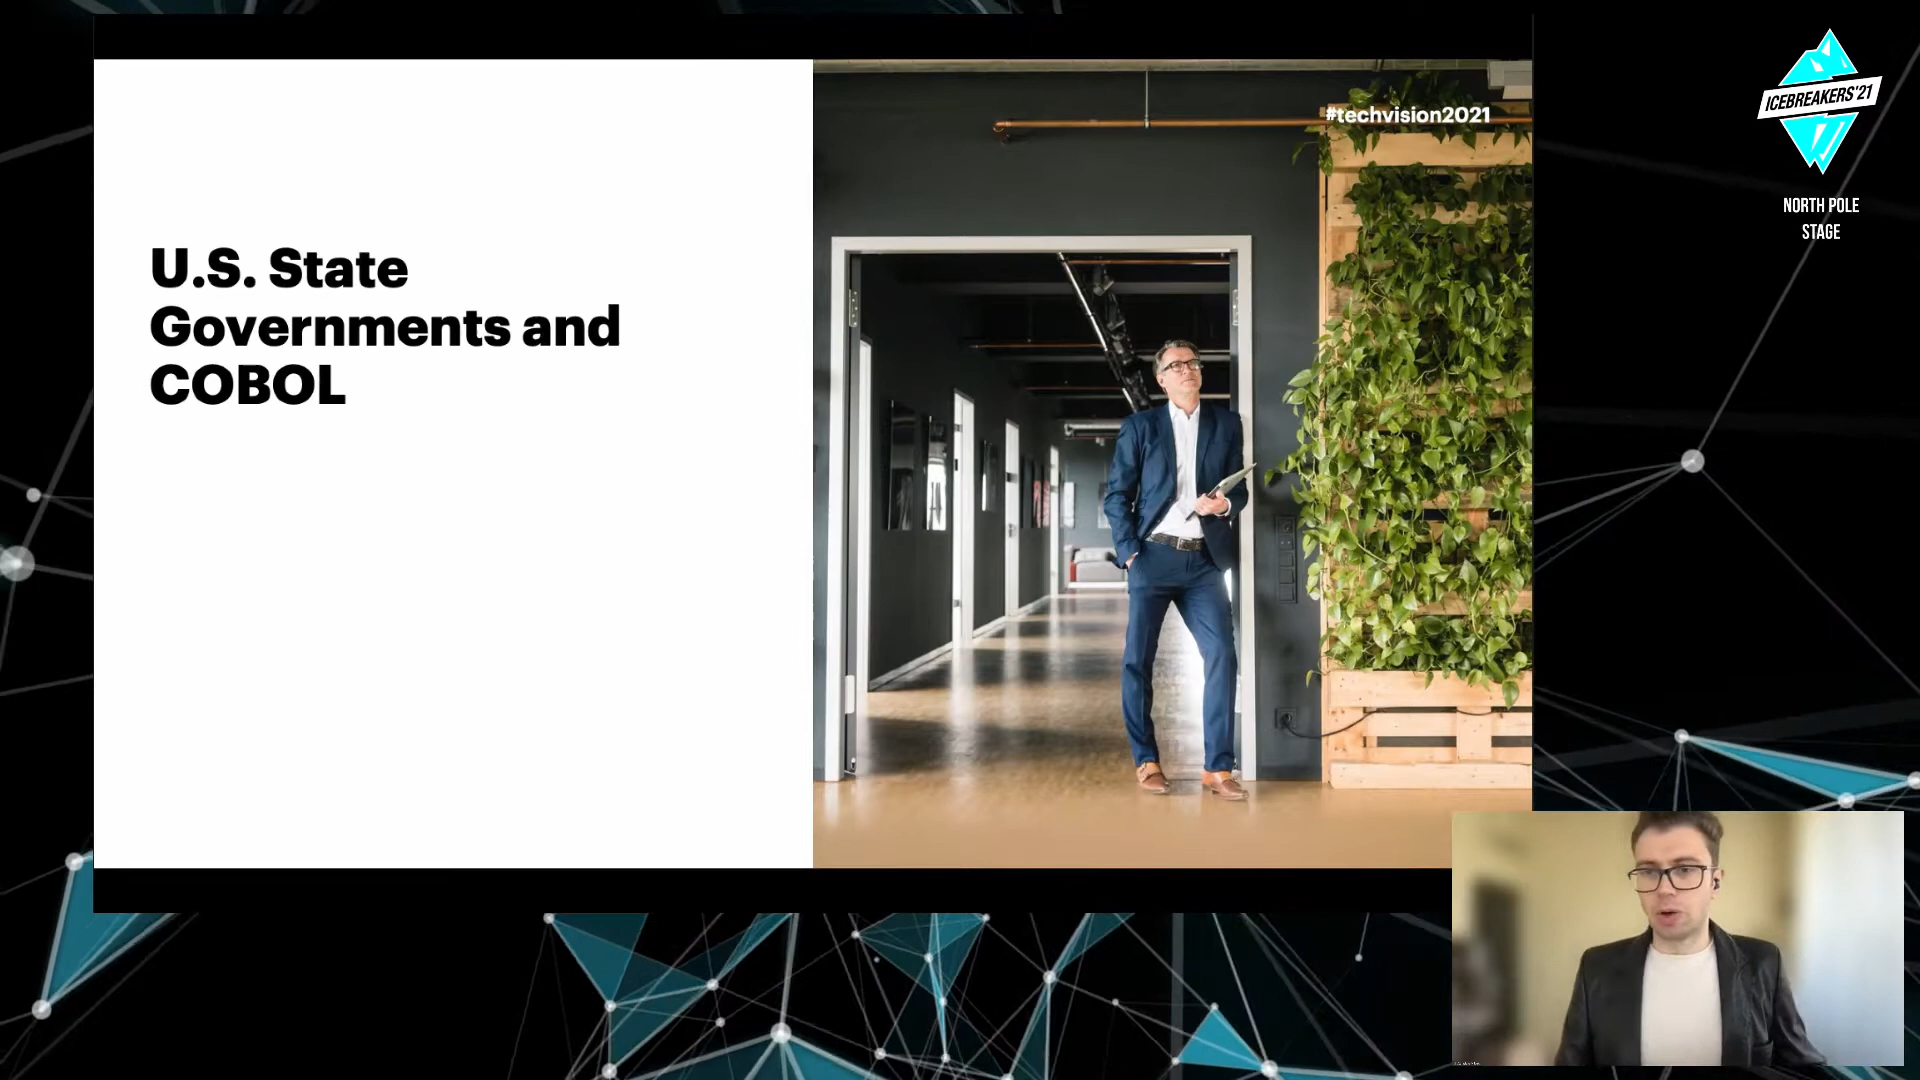 U.S. State
Governments and
COBOL
#techvision2021
ICEBREAKERS'21
NORTH POLE
STAGE